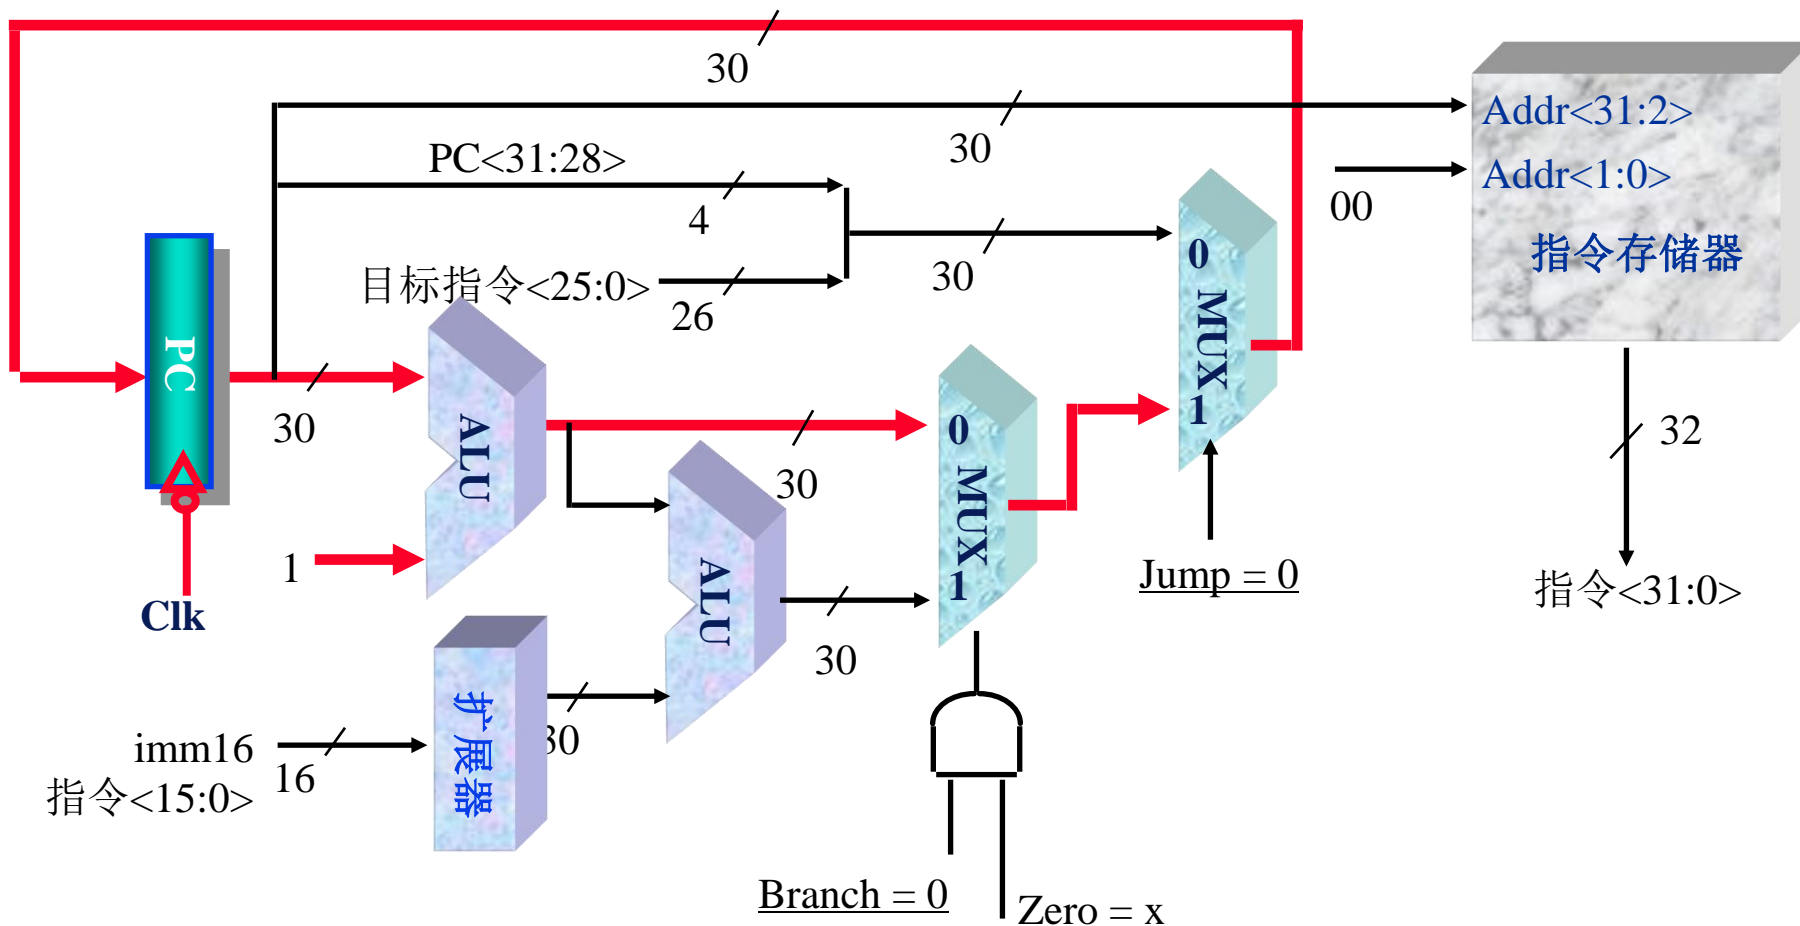 30
Addr<31:2>
30
PC<31:28>
Addr<1:0>
4
00
0
指令存储器
目标指令<25:0>
26
30
MUX
PC
1
30
ALU
0
32
30
MUX
1
ALU
1
Jump = 0
指令<31:0>
Clk
30
扩展器
30
imm16
指令<15:0>
16
Branch = 0
Zero = x